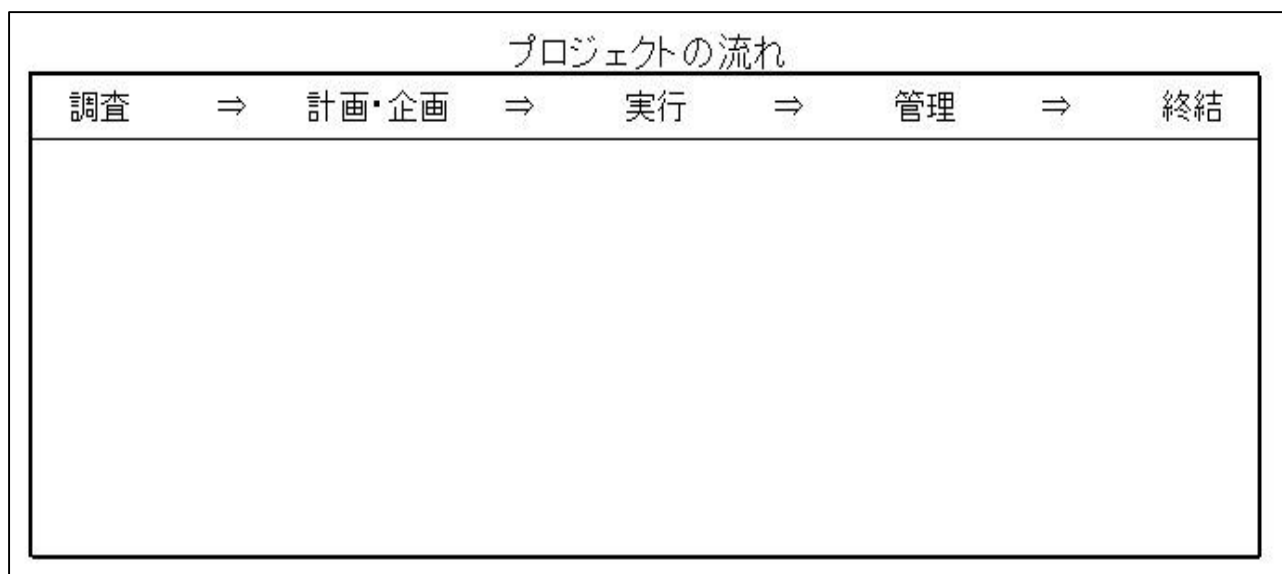 プロジェクトの流れ
調査 ⇒ 計画・企画 ⇒ 実行 ⇒ 管理 ⇒ 終結